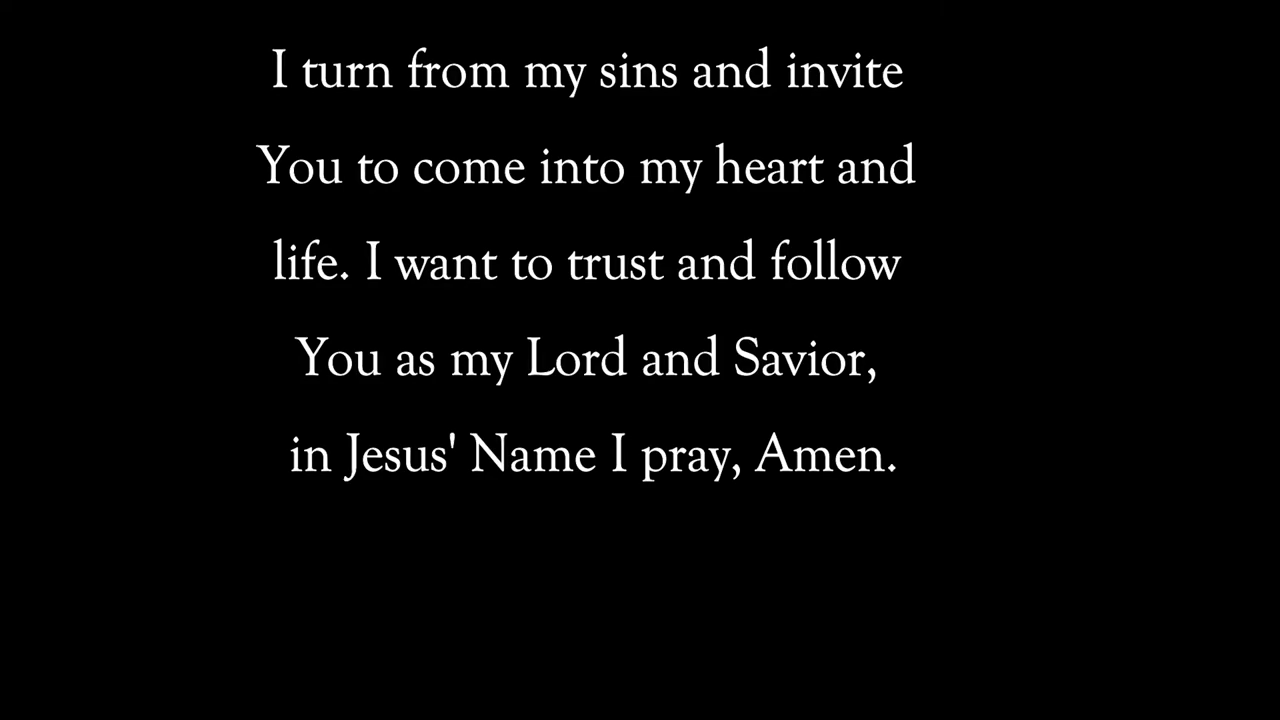 I turn from my sins and invite
You to come into my heart and
life. I want to trust and follow
You as my Lord and Savior,
in Jesus' Name I pray, Amen.